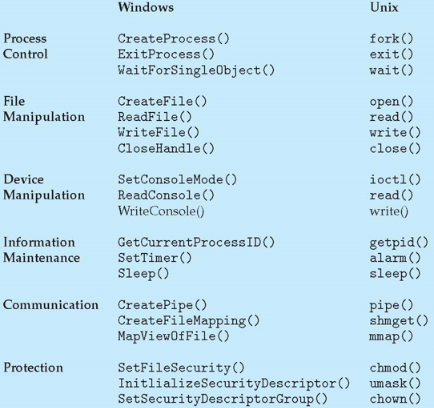 Windows Unix
Process CreateProcess() fork()
Control ExitProcess() exit()
WaitForSingleObject() wait()
File CreateFile() open()
Manipulation ReadFile() read()
WriteFile() write()
CloseHandle() close()
Device SetConsoleMode() ioctl()
Manipulation ReadConsole() read()
WriteConsole() write()
Information GetCurrentProcessID() getpid()
Maintenance SetTimer() alarm()
Sleep() sleep()
Communication CreatePipe() pipe()
CreateFileMapping() shmget()
MapViewOfFile() mmap()
Protection SetFileSecurity() chmod()
InitlializeSecurityDescriptor() umask()
SetSecurityDescriptorGroup() chown()